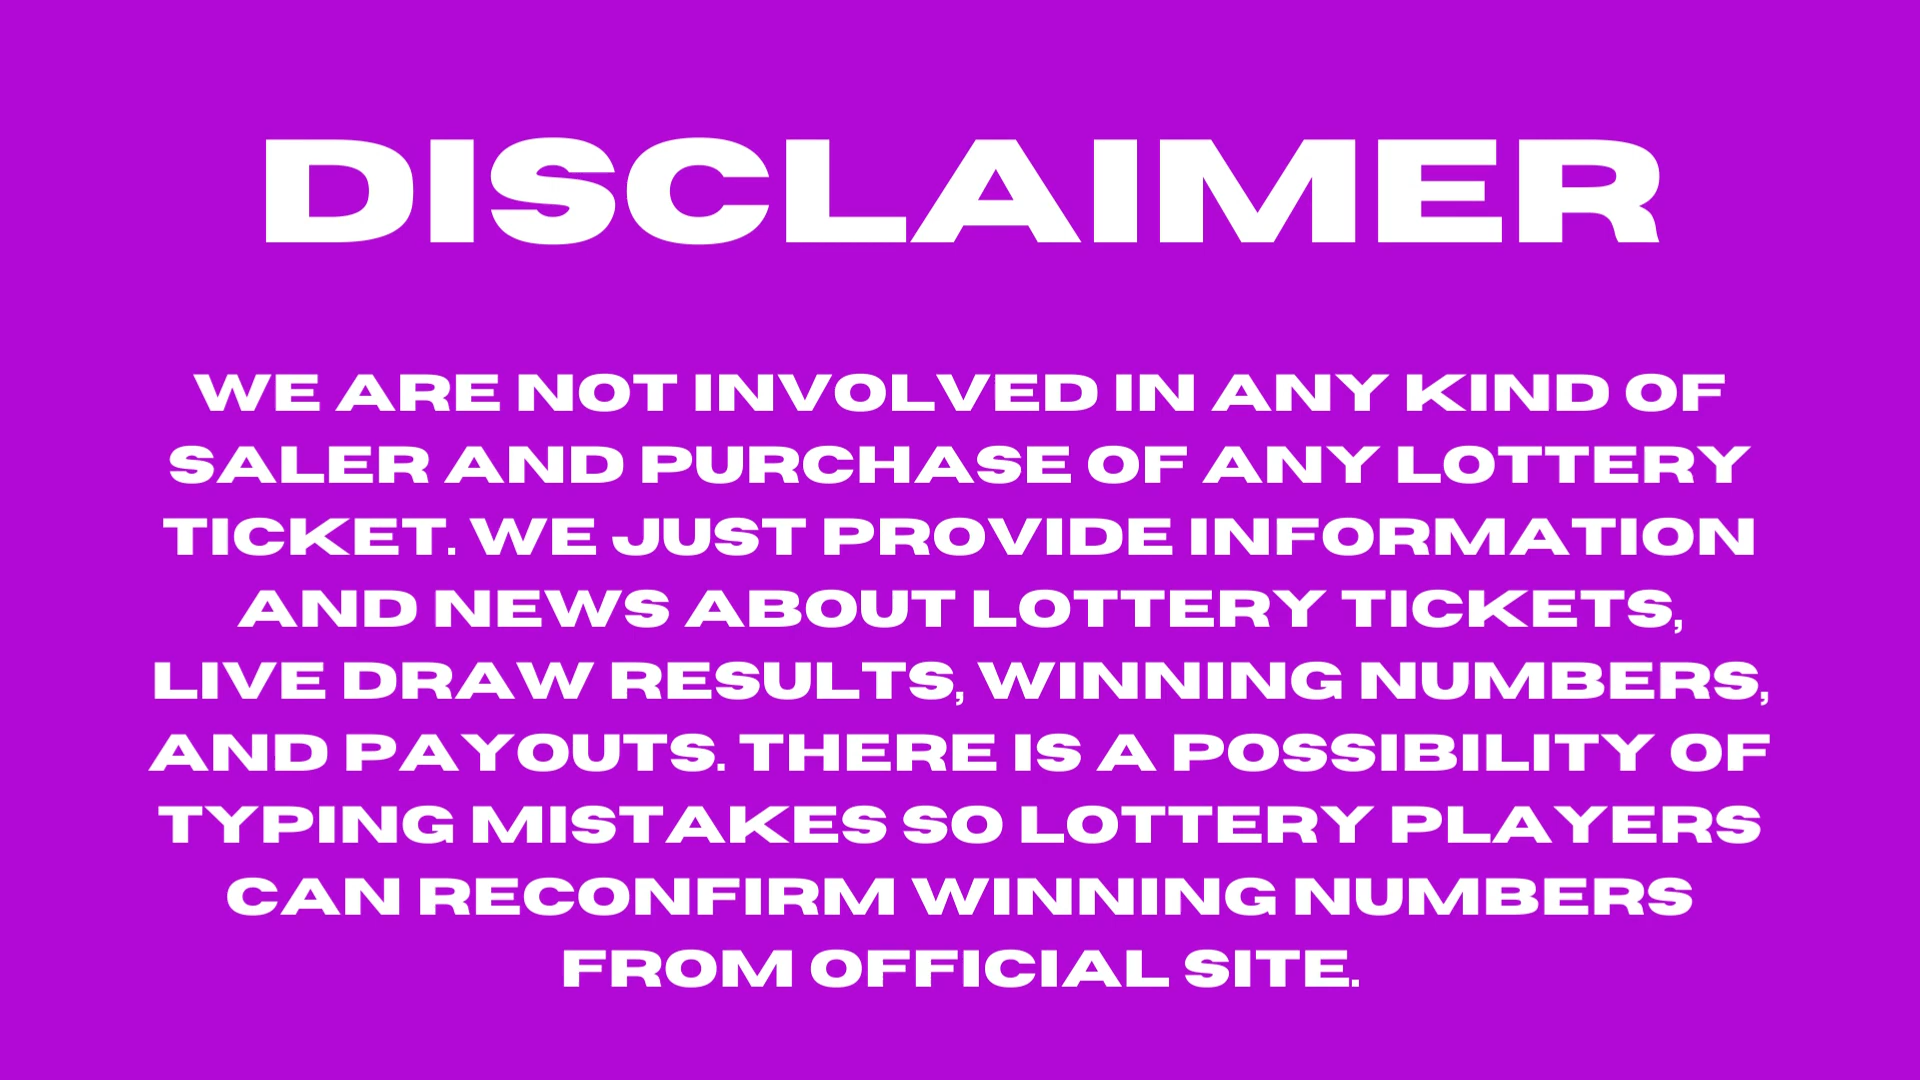 DISCLAIMER
WE ARE NOT INVOLVED IN ANY KIND OF
SALER AND PURCHASE OF ANY LOTTERY
TICKET. WE JUST PROVIDE INFORMATION
AND NEWS ABOUT LOTTERY TICKETS,
LIVE DRAW RESULTS, WINNING NUMBERS,
AND PAYOUTS. THERE IS A POSSIBILITY OF
TYPING MISTAKES SO LOTTERY PLAYERS
CAN RECONFIRM WINNING NUMBERS
FROM OFFICIAL SITE.